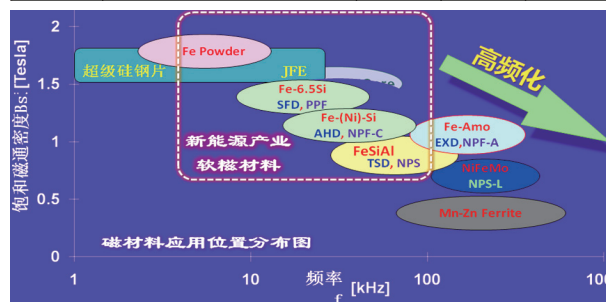 饱和磁通密度Bs: [Tesla]
2
1.5
1
0.5
0
超级硅钢片
Fe Powder
JFE
高频化
Fe-6.5Si
SFD, PPF
Fe-(Ni)-Si
AHD, NPF-C
新能源产业
软磁材料
FeSiAl
TSD, NPS
Fe-Amo
EXD,NPF-A
NiFeMo
NPS-L
Mn-Zn Ferrite
磁材料应用位置分布图
1
10
100
频率
f
[kHz]